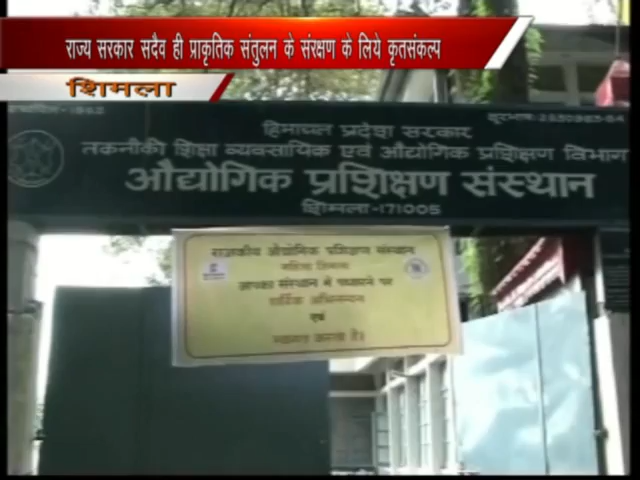 राज्य सरकार सदैव ही प्राकृतिक संतुलन के संरक्षण के लिये कृतसंकल्प
शिमला
हिमाचल प्रदेश सरकार
तकनीकी शिक्षा व्यवसायिक एवं औद्योगिक प्रशिक्षण विभाग
औद्योगिक प्रशिक्षण संस्थान
शिमला-171005
राजकीय औद्योगिक प्रशिक्षण संस्थान
आपका संस्थान में पधारने पर
हार्दिक अभिनन्दन
एवं
स्वागत करता है।